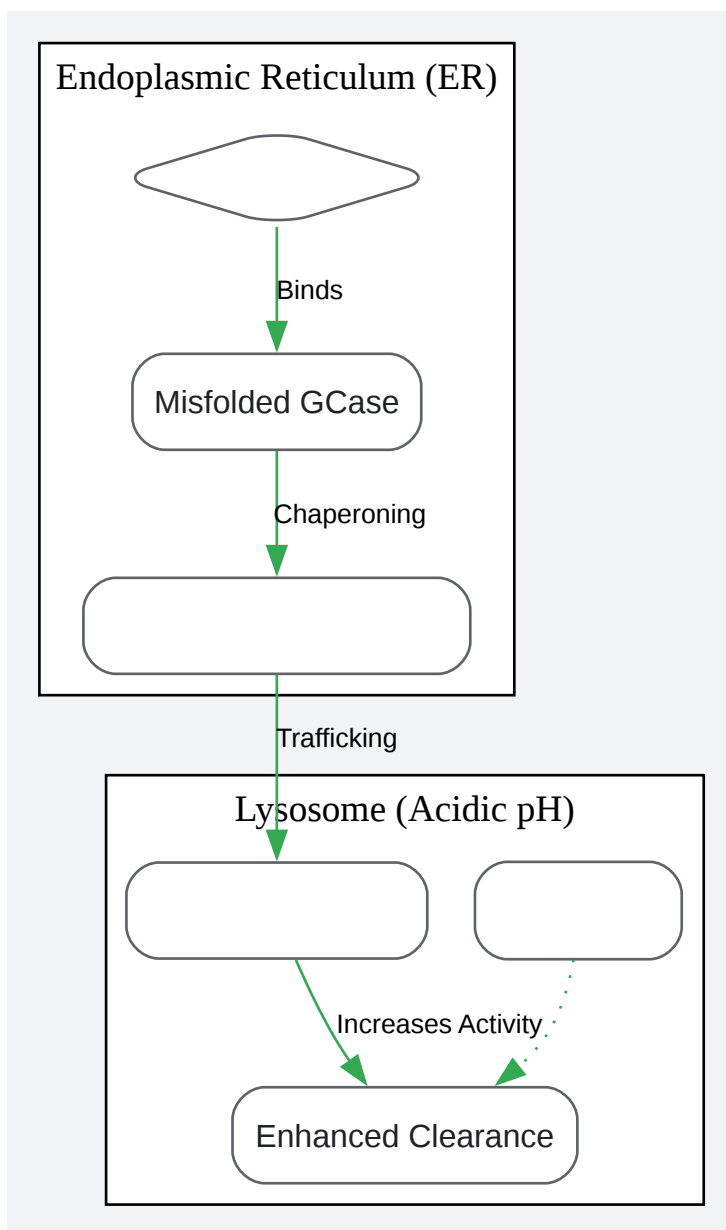 Endoplasmic Reticulum (ER)
Binds
Misfolded GCase
Chaperoning
Trafficking
Lysosome (Acidic pH)
Increases Activity
Enhanced Clearance